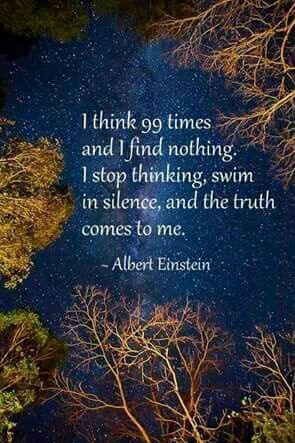 I think 99 times
and I find nothing.
I stop thinking, swim
in silence, and the truth
comes to me.
~ Albert Einstein